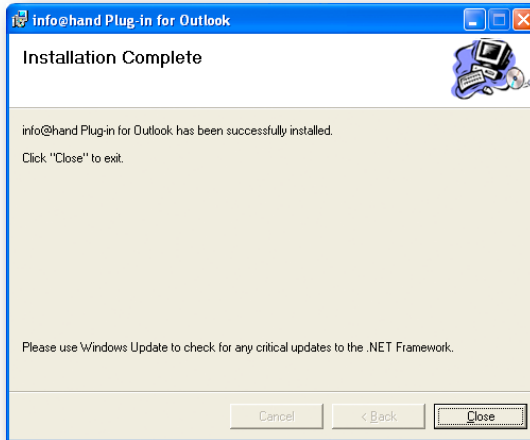 info@hand Plug-in for Outlook
Installation Complete
info@hand Plug-in for Outlook has been successfully installed.
Click "Close" to exit.
Please use Windows Update to check for any critical updates to the .NET Framework.
Cancel
< Back
Close